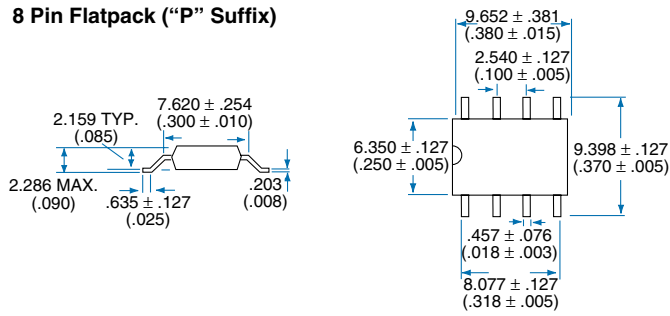 8 Pin Flatpack (“P” Suffix)
7.620 ± .254
(.300 ± .010)
2.159 TYP.
(.085)
2.286 MAX.
(.090)
.635 ± .127
(.025)
.203
(.008)
9.652 ± .381
(.380 ± .015)
2.540 ± .127
(.100 ± .005)
6.350 ± .127
(.250 ± .005)
9.398 ± .127
(.370 ± .005)
.457 ± .076
(.018 ± .003)
8.077 ± .127
(.318 ± .005)